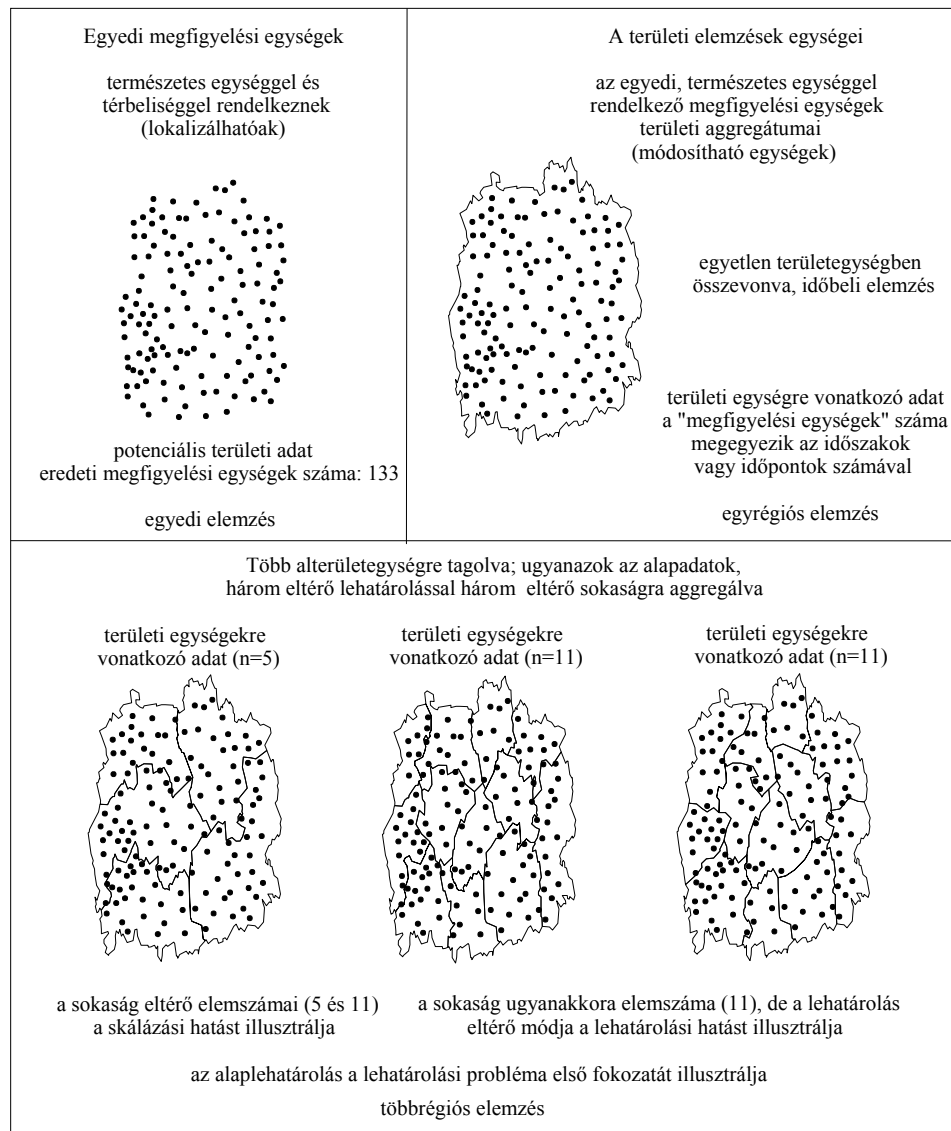 Egyedi megfigyelési egységek
természetes egységgel és
térbeliséggel rendelkeznek
(lokalizálhatóak)
potenciális területi adat
eredeti megfigyelési egységek száma: 133
egyedi elemzés
A területi elemzések egységei
az egyedi, természetes egységgel
rendelkező megfigyelési egységek
területi aggregátumai
(módosítható egységek)
egyetlen területegységben
összevonva, időbeli elemzés
területi egységre vonatkozó adat
a "megfigyelési egységek" száma
megegyezik az időszakok
vagy időpontok számával
egyrégiós elemzés
Több alterületegységre tagolva; ugyanazok az alapadatok,
három eltérő lehatárolással három eltérő sokaságra aggregálva
területi egységekre
vonatkozó adat (n=5)
területi egységekre
vonatkozó adat (n=11)
területi egységekre
vonatkozó adat (n=11)
a sokaság eltérő elemszámai (5 és 11)
a skálázási hatást illusztrálja
a sokaság ugyanakkora elemszáma (11), de a lehatárolás
eltérő módja a lehatárolási hatást illusztrálja
az alaplehatárolás a lehatárolási probléma első fokozatát illusztrálja
többrégiós elemzés